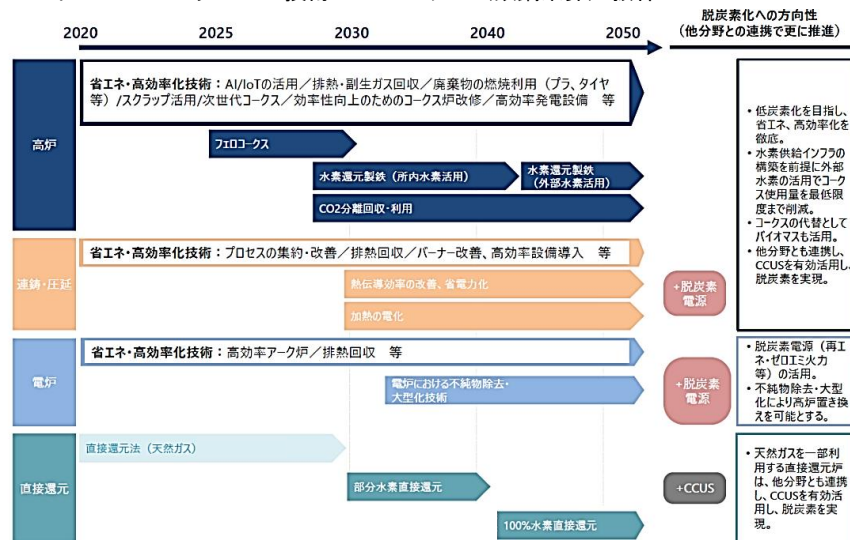 2020
2030
2040
2050
脱炭素化への方向性
(他分野との連携で更に推進)
高炉
省エネ・高効率化技術：AI/IoTの活用／排熱・副生ガス回収／廃棄物の燃焼利用（プラ、タイヤ
等）/スクラップ活用/次世代コークス／効率性向上のためのコークス炉改修／高効率発電設備　等
フェロコークス
水素還元製鉄（所内水素活用）
水素還元製鉄
（外部水素活用）
CO2分離回収・利用
• 低炭素化を目指し、
省エネ、高効率化を
徹底。
• 水素供給インフラの
構築を前提に外部
水素の活用でコーク
ス使用量を最低限
度まで削減。
• コークスの代替として
バイオマスも活用。
• 他分野とも連携し、
CCUSを有効活用し、
脱炭素を実現。
連鋳・圧延
省エネ・高効率化技術：プロセスの集約・改善／排熱回収／バーナー改善、高効率設備導入　等
熱伝導効率の改善、省電力化
加熱の電化
+脱炭素
電源
電炉
省エネ・高効率化技術：高効率アーク炉／排熱回収　等
電炉における不純物除去・
大型化技術
+脱炭素
電源
• 脱炭素電源（再エ
ネ・ゼロエミ火力
等）の活用。
• 不純物除去・大型
化により高炉置き換
えを可能とする。
直接還元
直接還元法（天然ガス）
部分水素直接還元
100%水素直接還元
+CCUS
• 天然ガスを一部利
用する直接還元炉
は、他分野とも連携
し、CCUSを有効活
用し、脱炭素を実
現。